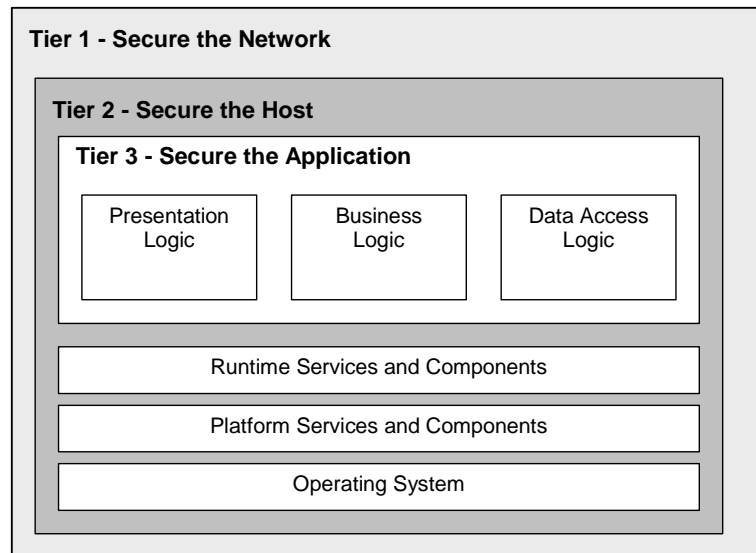 Tier 1 - Secure the Network
Tier 2 - Secure the Host
Tier 3 - Secure the Application
Presentation
Logic
Business
Logic
Data Access
Logic
Runtime Services and Components
Platform Services and Components
Operating System